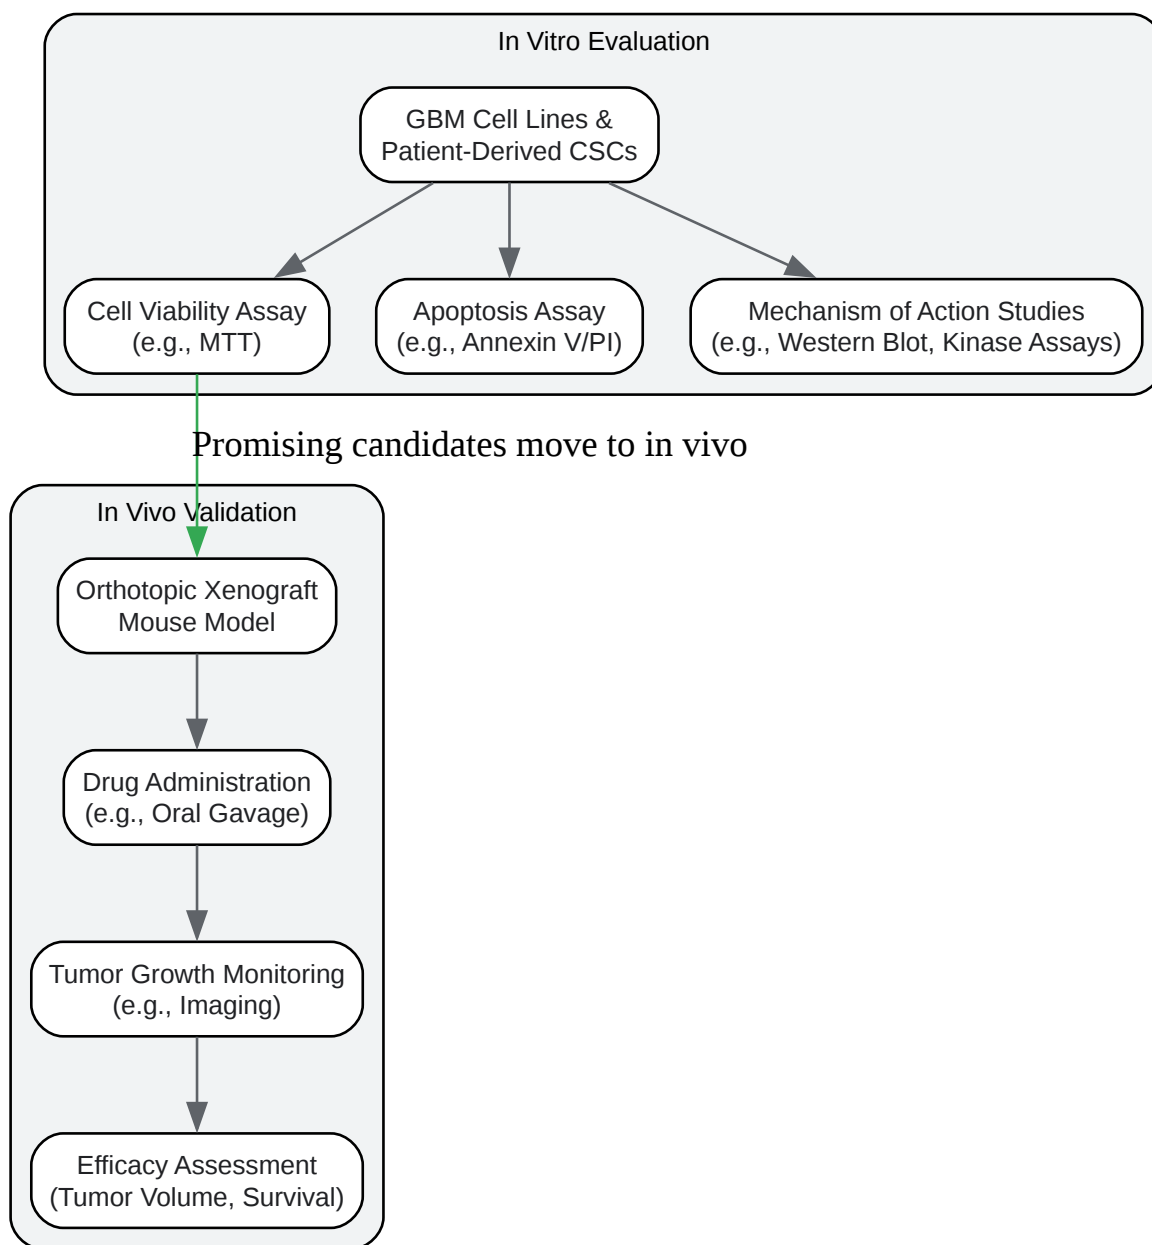 In Vitro Evaluation
GBM Cell Lines &
Patient-Derived CSCs
Cell Viability Assay
(e.g., MTT)
Apoptosis Assay
(e.g., Annexin V/PI)
Mechanism of Action Studies
(e.g., Western Blot, Kinase Assays)
Promising candidates move to in vivo
In Vivo Validation
Orthotopic Xenograft
Mouse Model
Drug Administration
(e.g., Oral Gavage)
Tumor Growth Monitoring
(e.g., Imaging)
Efficacy Assessment
(Tumor Volume, Survival)